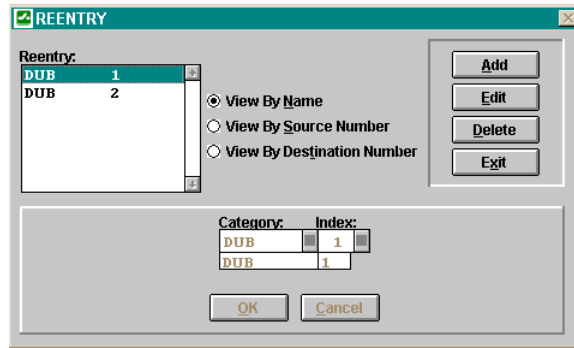 REENTRY
Reentry:
DUB 1
DUB 2
View By Name
View By Source Number
View By Destination Number
Add
Edit
Delete
Exit
Category: Index:
DUB 1
DUB 1
OK Cancel